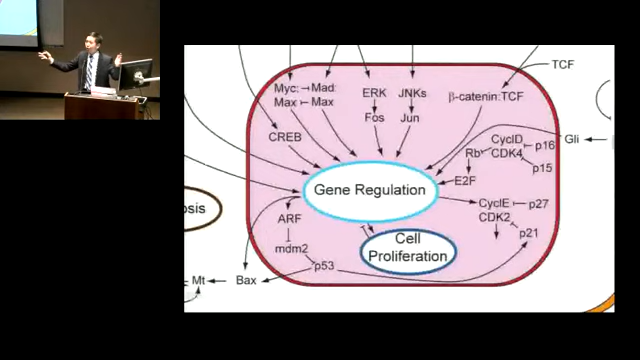 TCF
Myc: Mad:
Max Max
ERK
JNKs
Fos
Jun
β-catenin:TCF
CREB
CyclD
CDK4
p16
p15
Gli
Rb
E2F
Gene Regulation
CyclE
CDK2
p27
p21
osis
ARF
mdm2
p53
Cell
Proliferation
Mt
Bax